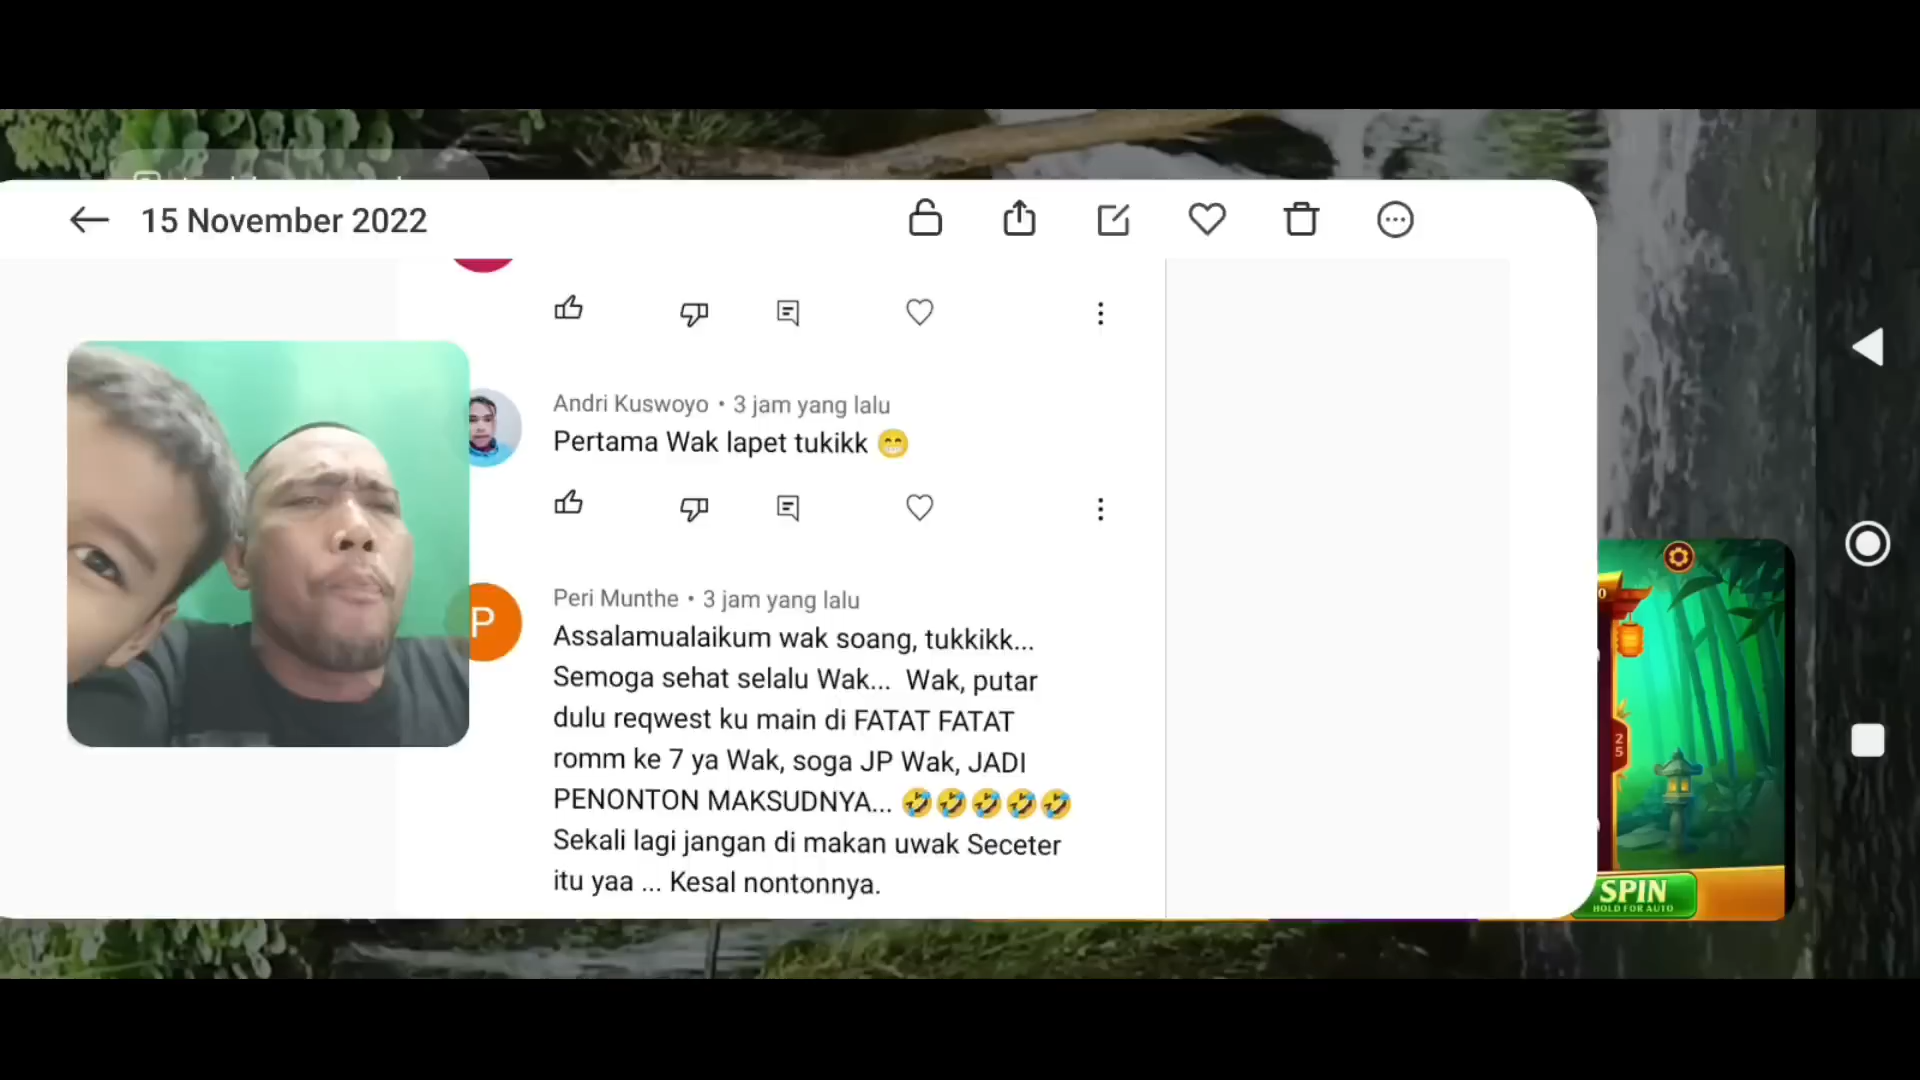 15 November 2022
Andri Kuswoyo • 3 jam yang lalu
Pertama Wak lapet tukikk 😁
P
Peri Munthe • 3 jam yang lalu
Assalamualaikum wak soang, tukkikk...
Semoga sehat selalu Wak... Wak, putar
dulu reqwest ku main di FATAT FATAT
romm ke 7 ya Wak, soga JP Wak, JADI
PENONTON MAKSUDNYA... 🤣🤣🤣🤣🤣
Sekali lagi jangan di makan uwak Seceter
itu yaa ... Kesal nontonnya.
0
2
5
SPIN
HOLD FOR AUTO